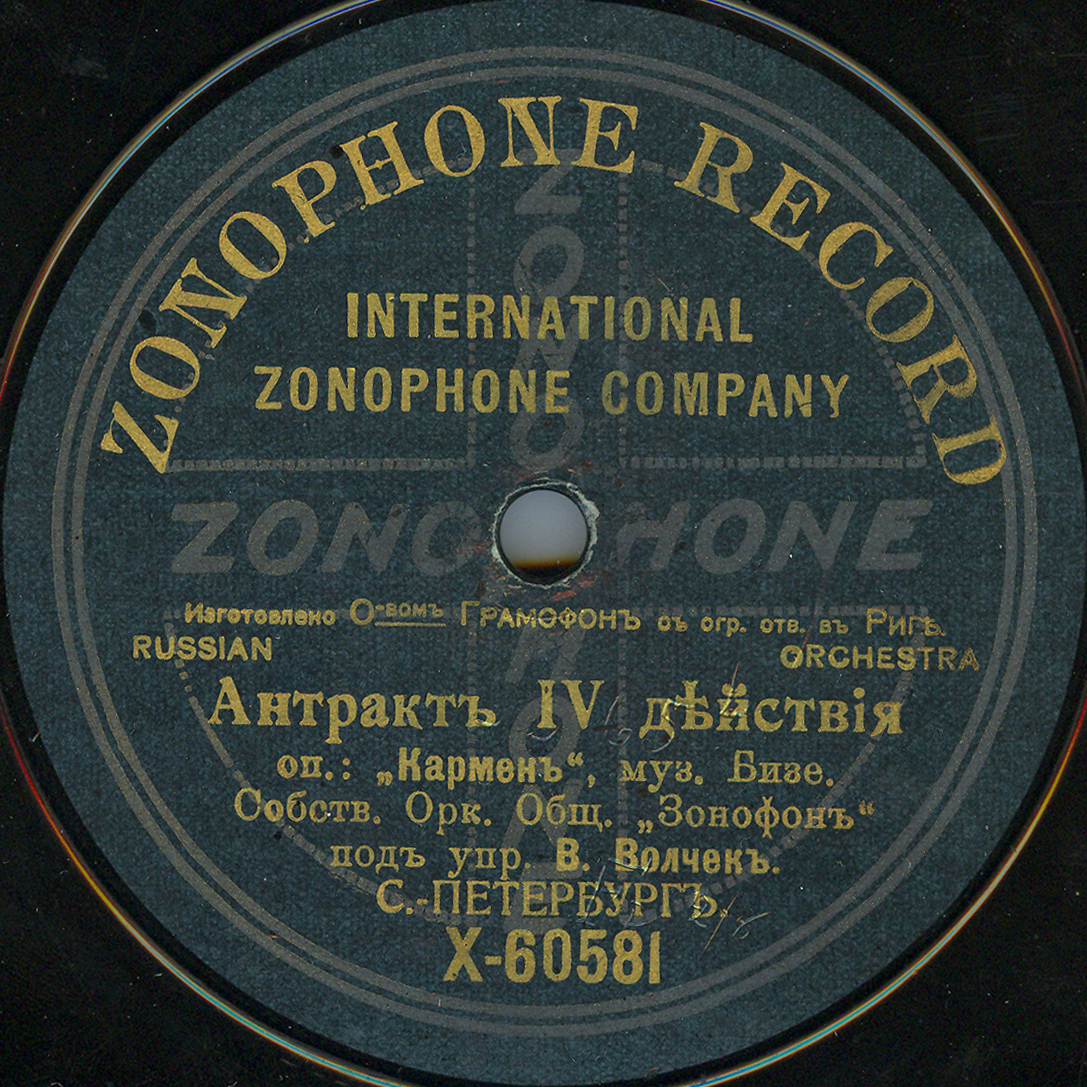 ZONOPHONE RECORD
INTERNATIONAL
ZONOPHONE COMPANY
ZONOPHONE
ZONOPHONE
Изготовлено О-вомъ Грамофонъ съ огр. отв. въ Ригѣ.
RUSSIAN ORCHESTRA
Антрактъ IV дѣйствія
оп.: „Карменъ“, муз. Бизе.
Собств. Орк. Общ. „Зонофонъ“
подъ упр. В. Волчекъ.
С.-ПЕТЕРБУРГЪ.
X-60581